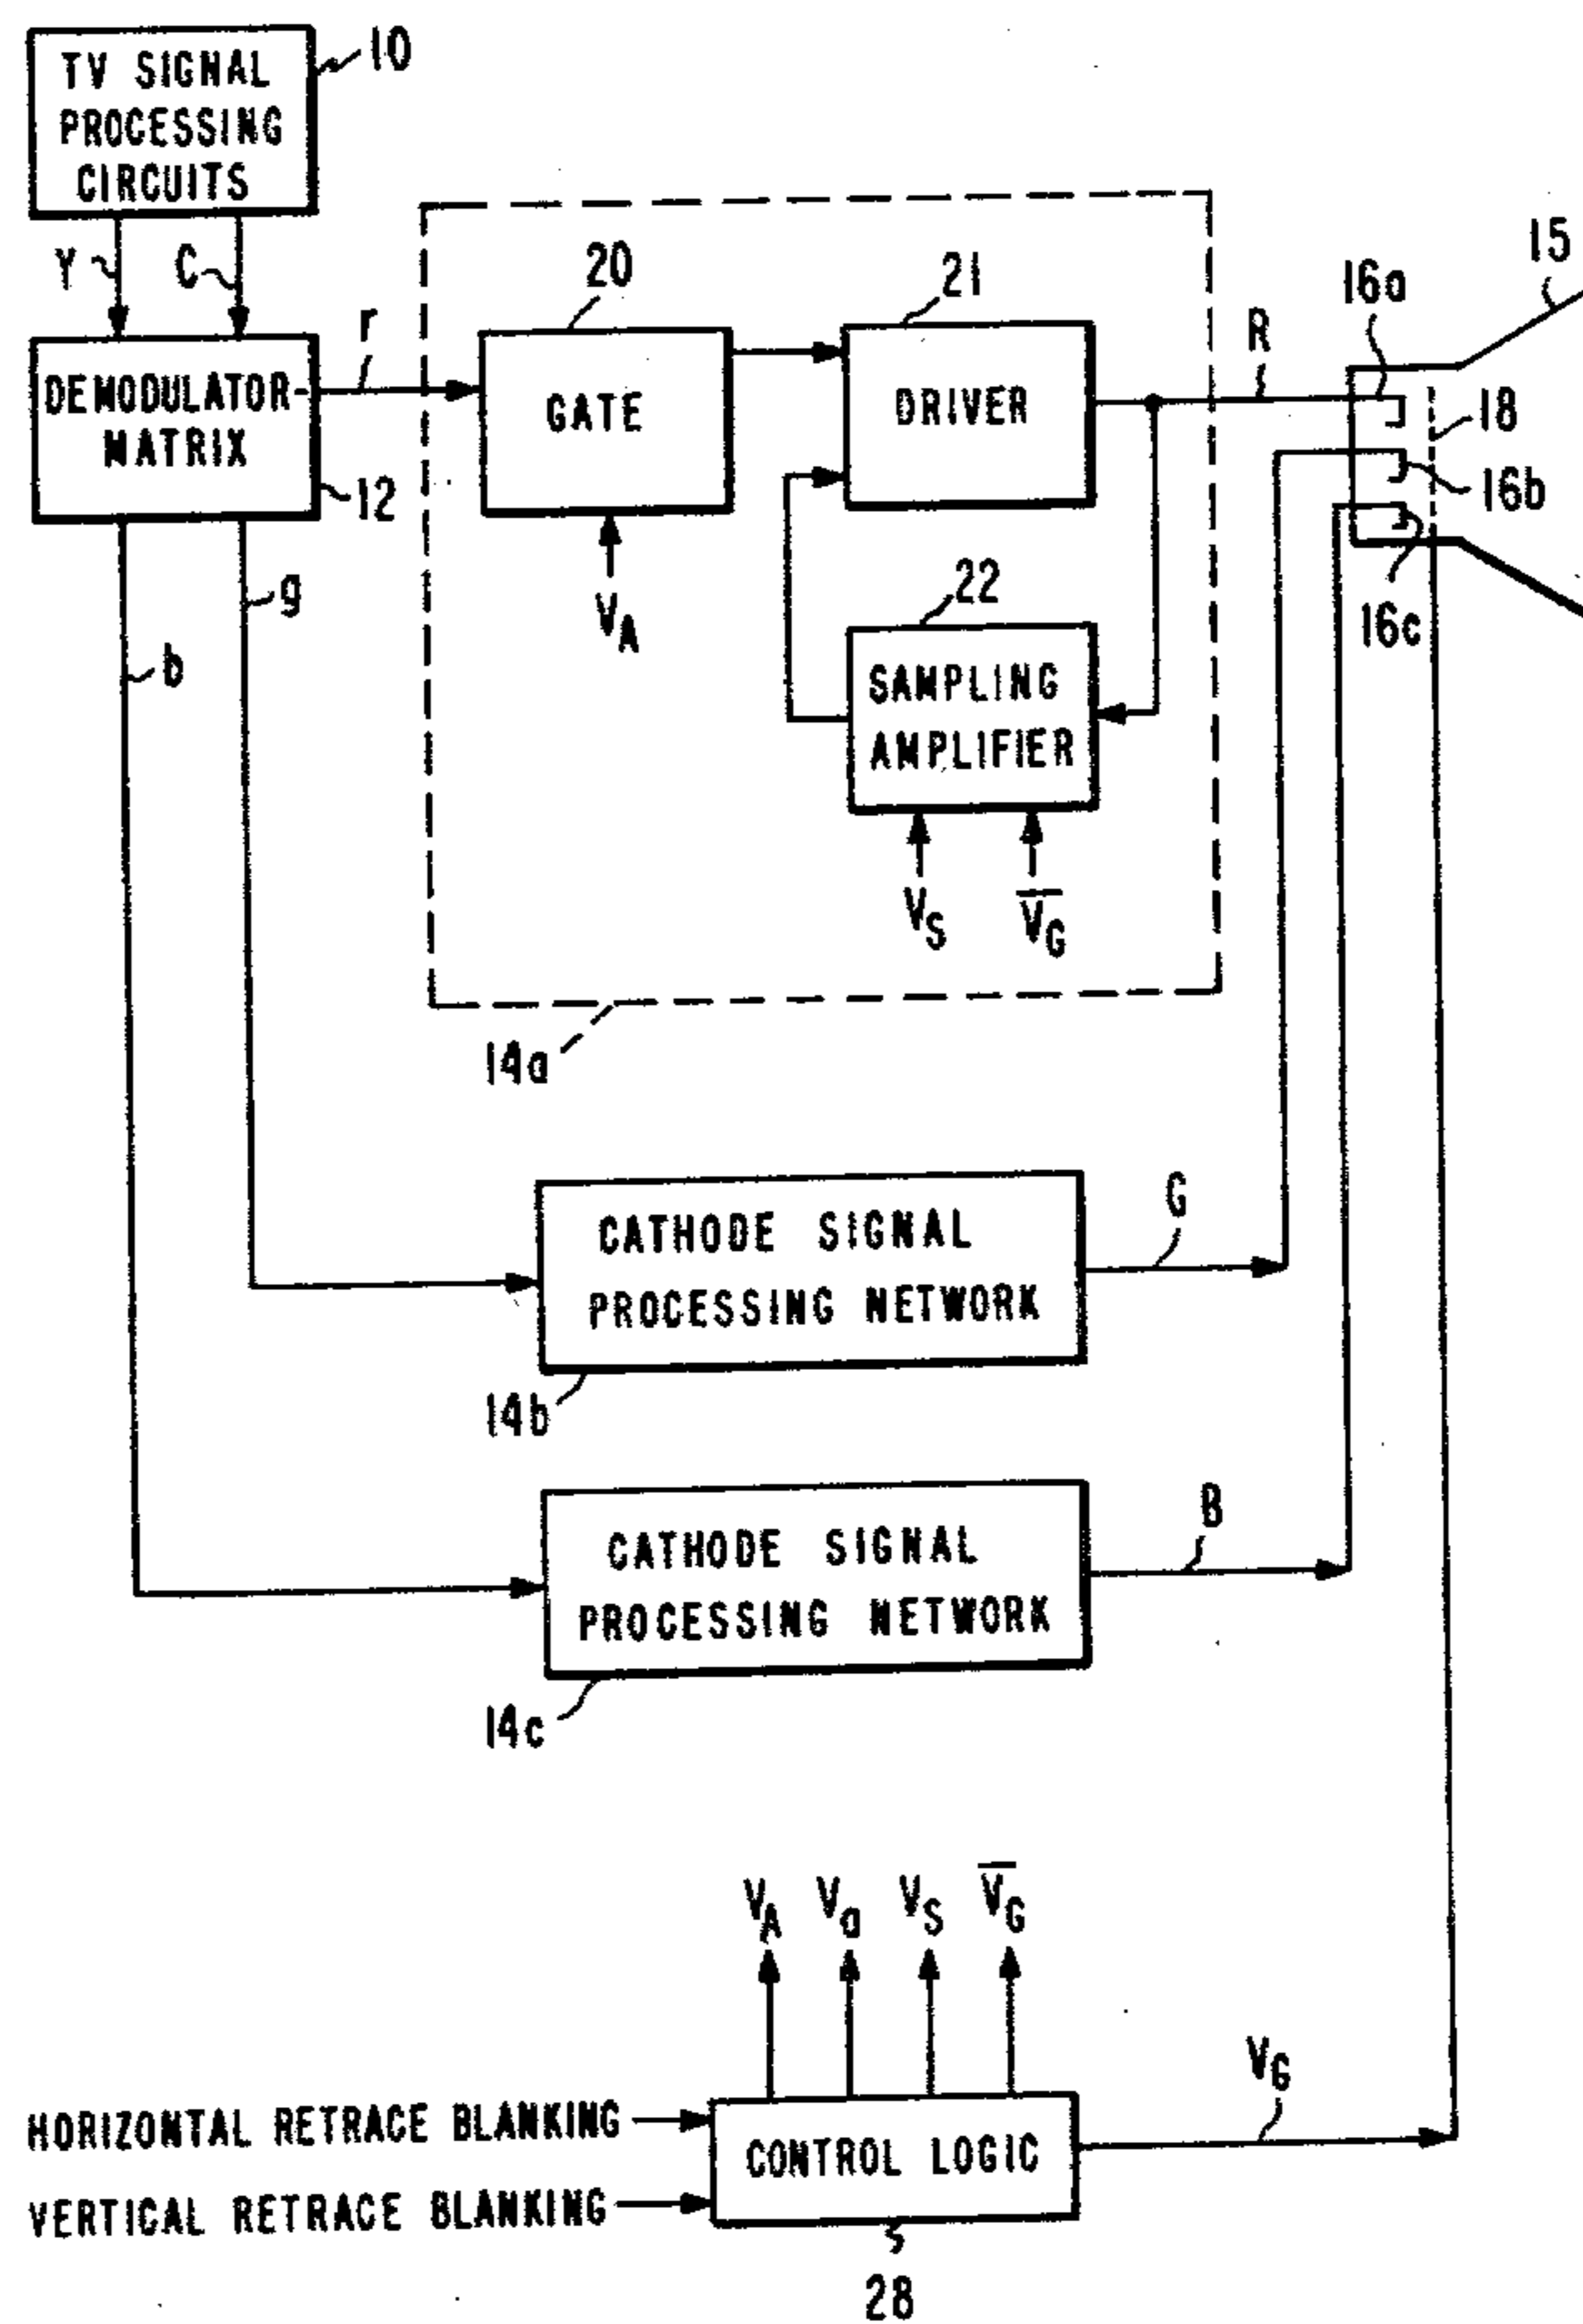 TV SIGNAL
PROCESSING
CIRCUITS
10
Y
C
DEMODULATOR-
MATRIX
12
r
g
b
20
GATE
V_A
21
DRIVER
22
SAMPLING
AMPLIFIER
V_S
V̅_G
14a
R
15
16a
18
16b
16c
CATHODE SIGNAL
PROCESSING NETWORK
14b
G
CATHODE SIGNAL
PROCESSING NETWORK
14c
B
V_A V_a V_S V̅_G
HORIZONTAL RETRACE BLANKING
VERTICAL RETRACE BLANKING
CONTROL LOGIC
28
V_G